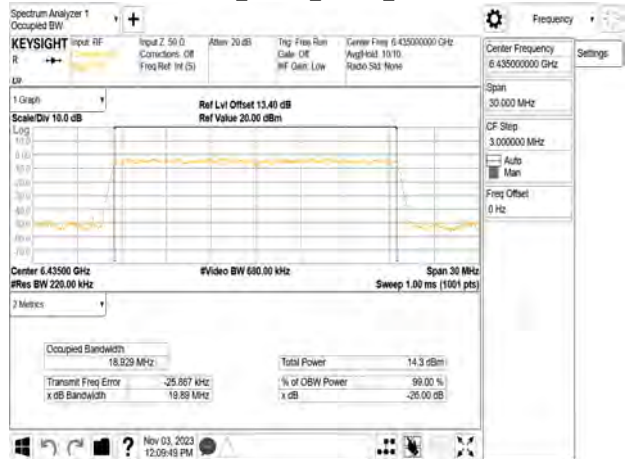 Spectrum Analyzer 1
Occupied BW
+
Frequency
KEYSIGHT
Input: RF
Input Z: 50 Ω
Atten: 20 dB
Trig: Free Run
Center Freq: 6.435000000 GHz
R
Corrections: Off
Gate: Off
Avg|Hold: 10/10
Freq Ref: Int (S)
#IF Gain: Low
Radio Std: None
Center Frequency
6.435000000 GHz
Settings
Span
30.000 MHz
CF Step
3.000000 MHz
Auto
Man
Freq Offset
0 Hz
1 Graph
Ref Lvl Offset 13.40 dB
Scale/Div 10.0 dB
Ref Value 20.00 dBm
Log
10.0
0.00
Center 6.43500 GHz
#Video BW 680.00 kHz
Span 30 MHz
#Res BW 220.00 kHz
Sweep 1.00 ms (1001 pts)
2 Metrics
Occupied Bandwidth
18.929 MHz
Total Power
14.3 dBm
Transmit Freq Error
-25.867 kHz
% of OBW Power
99.00 %
x dB Bandwidth
19.89 MHz
x dB
-26.00 dB
?
Nov 03, 2023
12:09:49 PM